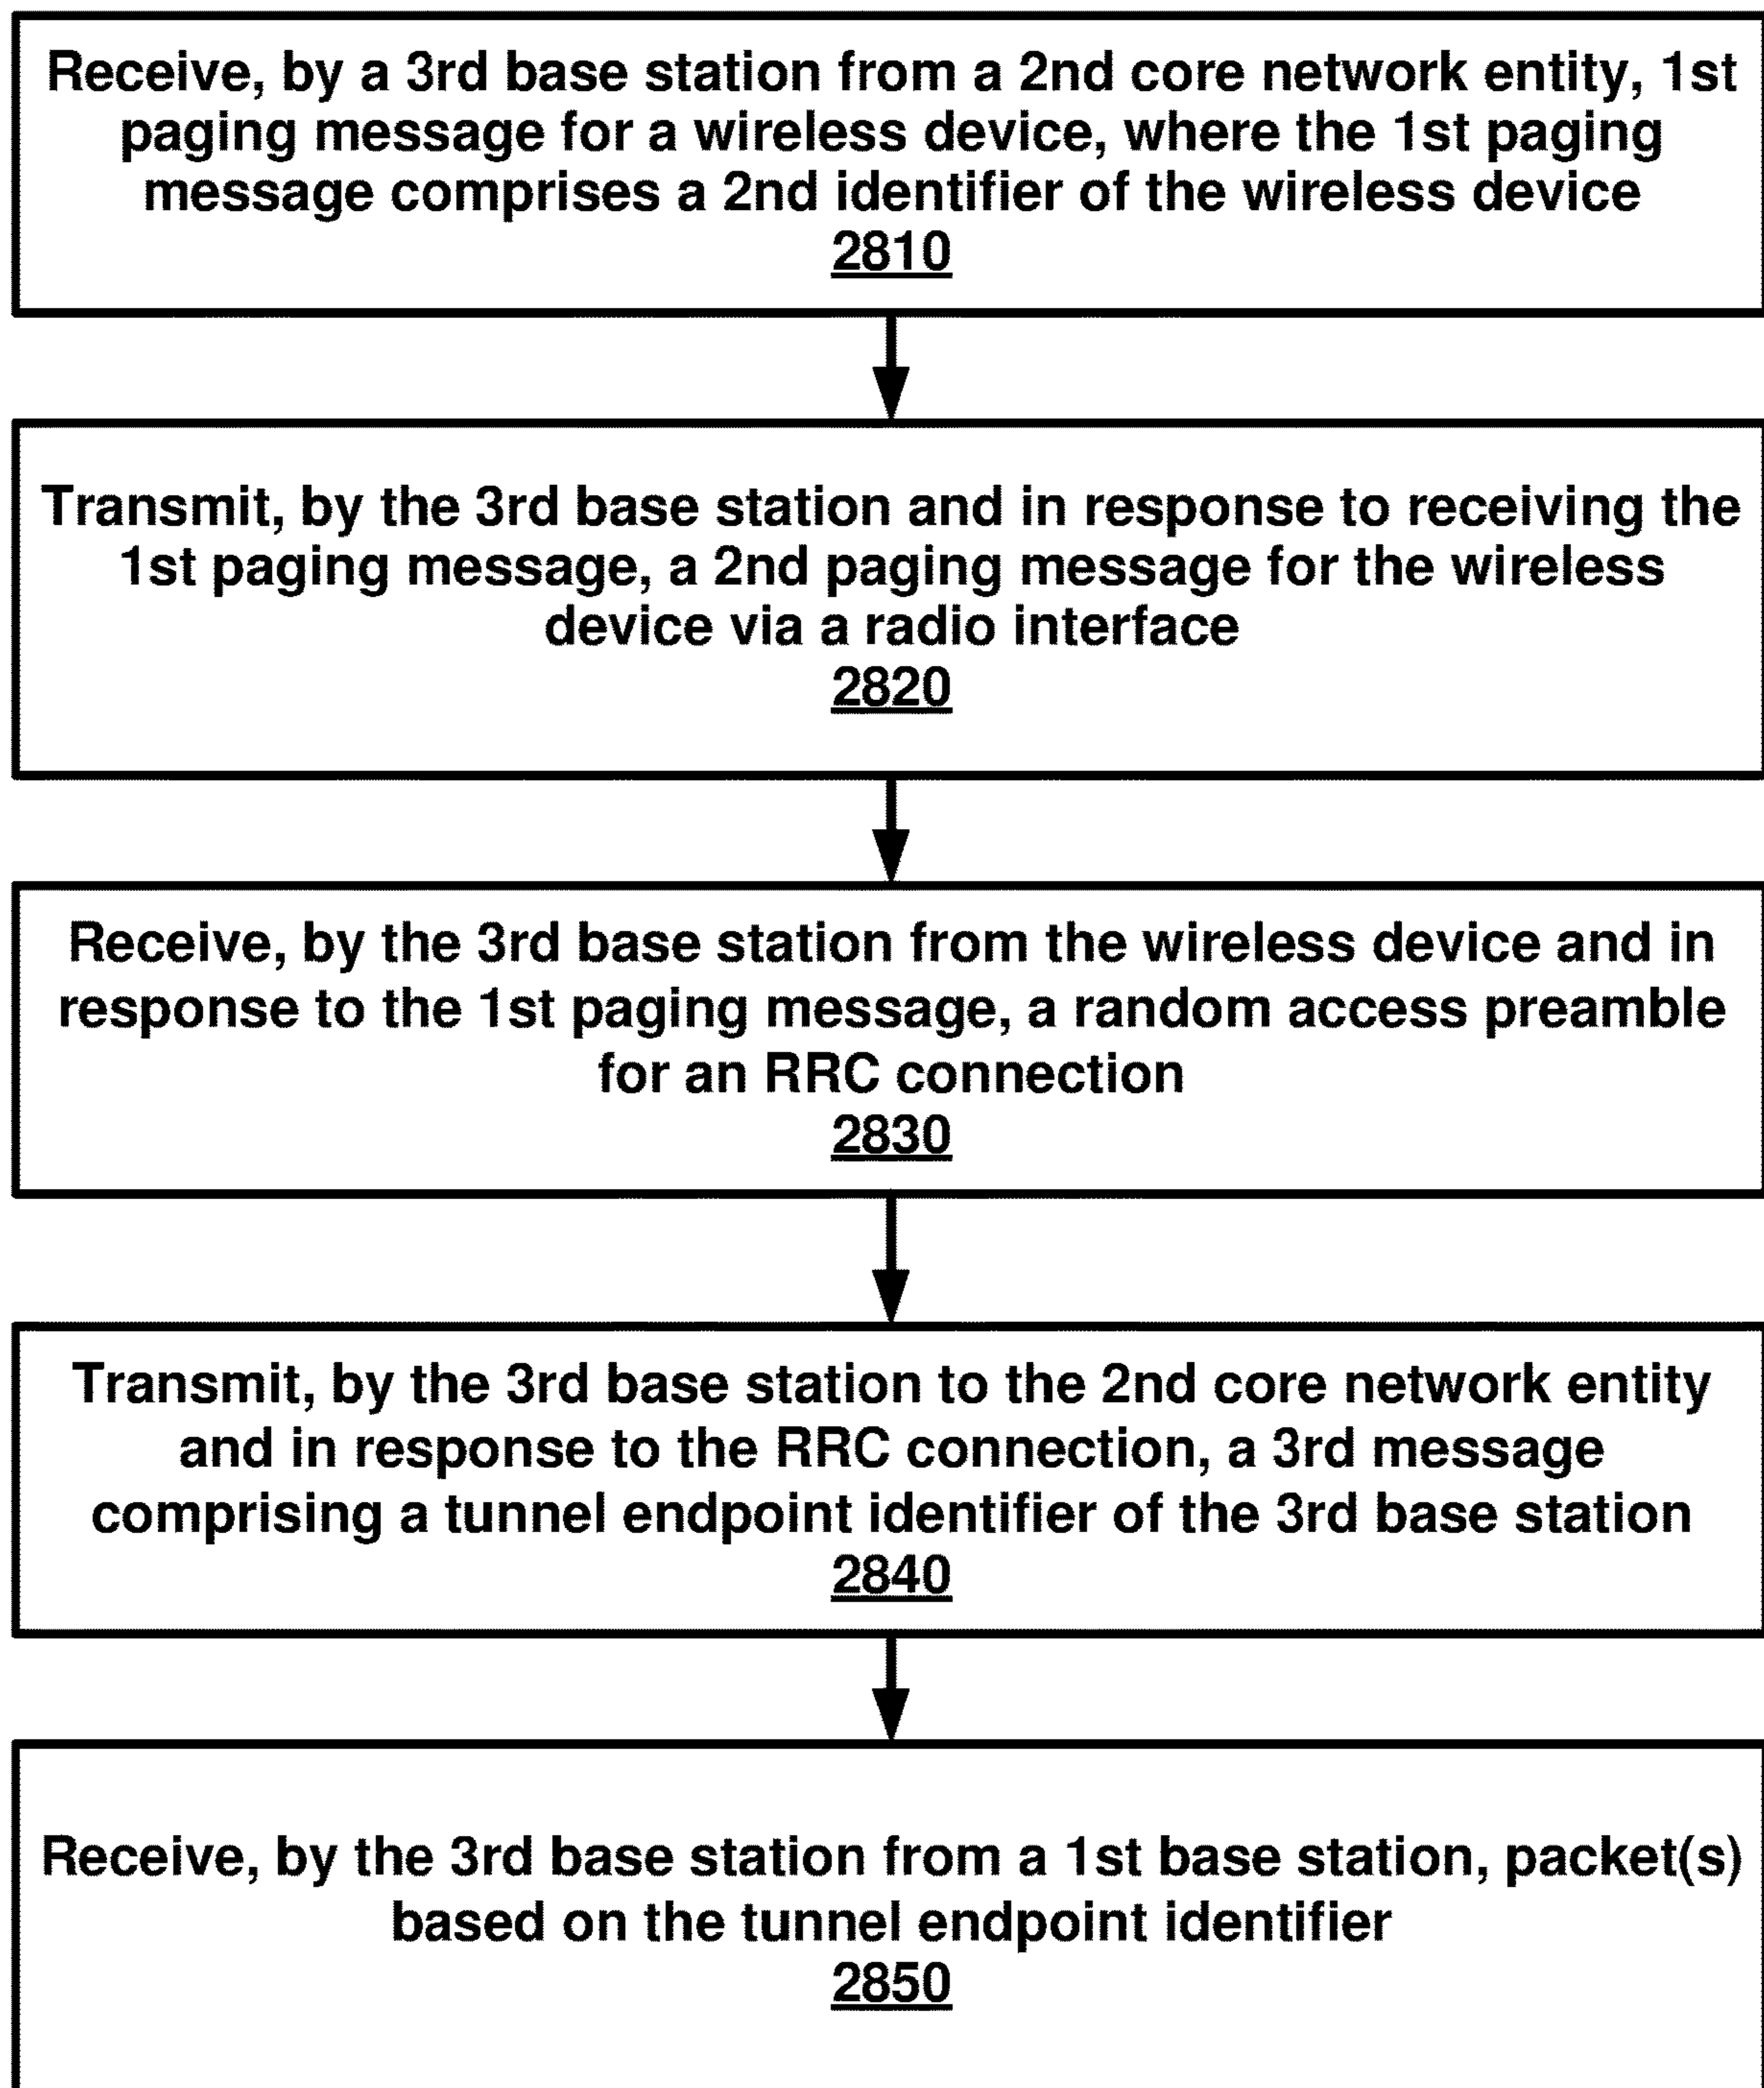 Receive, by a 3rd base station from a 2nd core network entity, 1st
paging message for a wireless device, where the 1st paging
message comprises a 2nd identifier of the wireless device
2810
Transmit, by the 3rd base station and in response to receiving the
1st paging message, a 2nd paging message for the wireless
device via a radio interface
2820
Receive, by the 3rd base station from the wireless device and in
response to the 1st paging message, a random access preamble
for an RRC connection
2830
Transmit, by the 3rd base station to the 2nd core network entity
and in response to the RRC connection, a 3rd message
comprising a tunnel endpoint identifier of the 3rd base station
2840
Receive, by the 3rd base station from a 1st base station, packet(s)
based on the tunnel endpoint identifier
2850